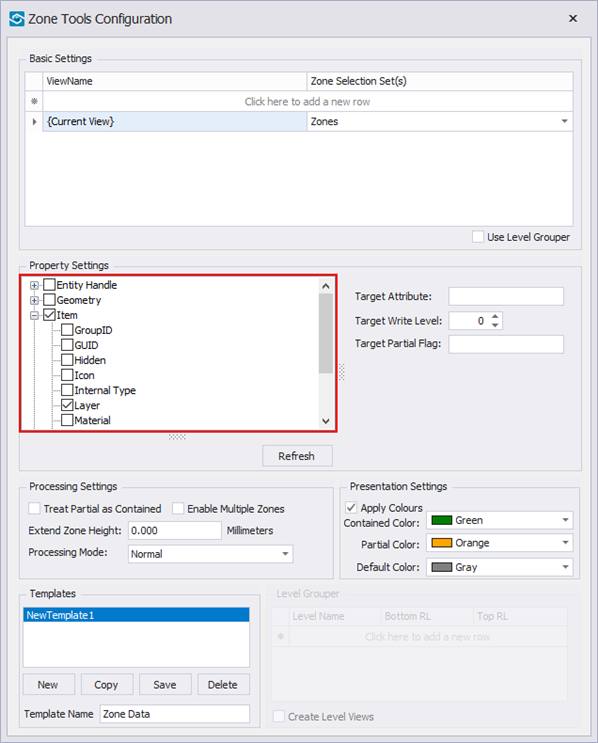 Zone Tools Configuration
Basic Settings
ViewName Zone Selection Set(s)
Click here to add a new row
{Current View} Zones
Use Level Grouper
Property Settings
Entity Handle
Geometry
Item
GroupID
GUID
Hidden
Icon
Internal Type
Layer
Material
Refresh
Target Attribute:
Target Write Level: 0
Target Partial Flag:
Processing Settings
Treat Partial as Contained Enable Multiple Zones
Extend Zone Height: 0.000 Millimeters
Processing Mode: Normal
Presentation Settings
Apply Colours
Contained Color: Green
Partial Color: Orange
Default Color: Gray
Templates
NewTemplate1
New Copy Save Delete
Template Name Zone Data
Level Grouper
Level Name Bottom RL Top RL
Click here to add a new row
Create Level Views